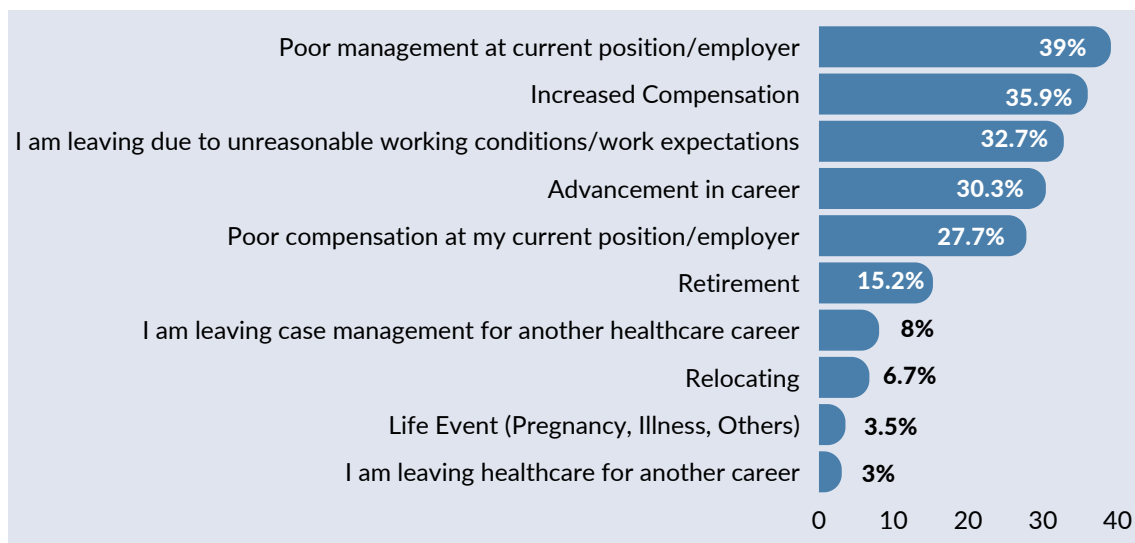 Poor management at current position/employer 39%
Increased Compensation 35.9%
I am leaving due to unreasonable working conditions/work expectations 32.7%
Advancement in career 30.3%
Poor compensation at my current position/employer 27.7%
Retirement 15.2%
I am leaving case management for another healthcare career 8%
Relocating 6.7%
Life Event (Pregnancy, Illness, Others) 3.5%
I am leaving healthcare for another career 3%
0 10 20 30 40